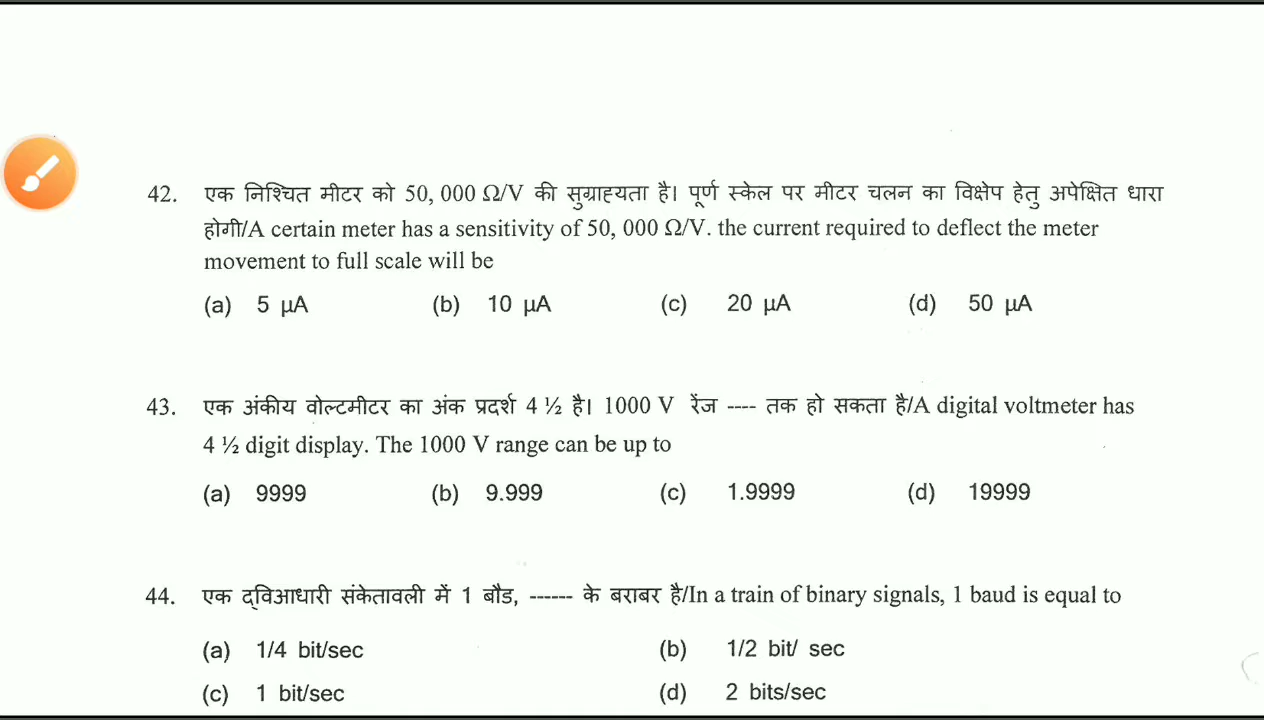 42. एक निश्चित मीटर को 50, 000 Ω/V की सुग्राह्यता है। पूर्ण स्केल पर मीटर चलन का विक्षेप हेतु अपेक्षित धारा
होगी/A certain meter has a sensitivity of 50, 000 Ω/V. the current required to deflect the meter
movement to full scale will be
(a) 5 μA (b) 10 μA (c) 20 μA (d) 50 μA
43. एक अंकीय वोल्टमीटर का अंक प्रदर्श 4 ½ है। 1000 V रेंज ---- तक हो सकता है/A digital voltmeter has
4 ½ digit display. The 1000 V range can be up to
(a) 9999 (b) 9.999 (c) 1.9999 (d) 19999
44. एक द्विआधारी संकेतावली में 1 बौड, ------ के बराबर है/In a train of binary signals, 1 baud is equal to
(a) 1/4 bit/sec (b) 1/2 bit/ sec
(c) 1 bit/sec (d) 2 bits/sec